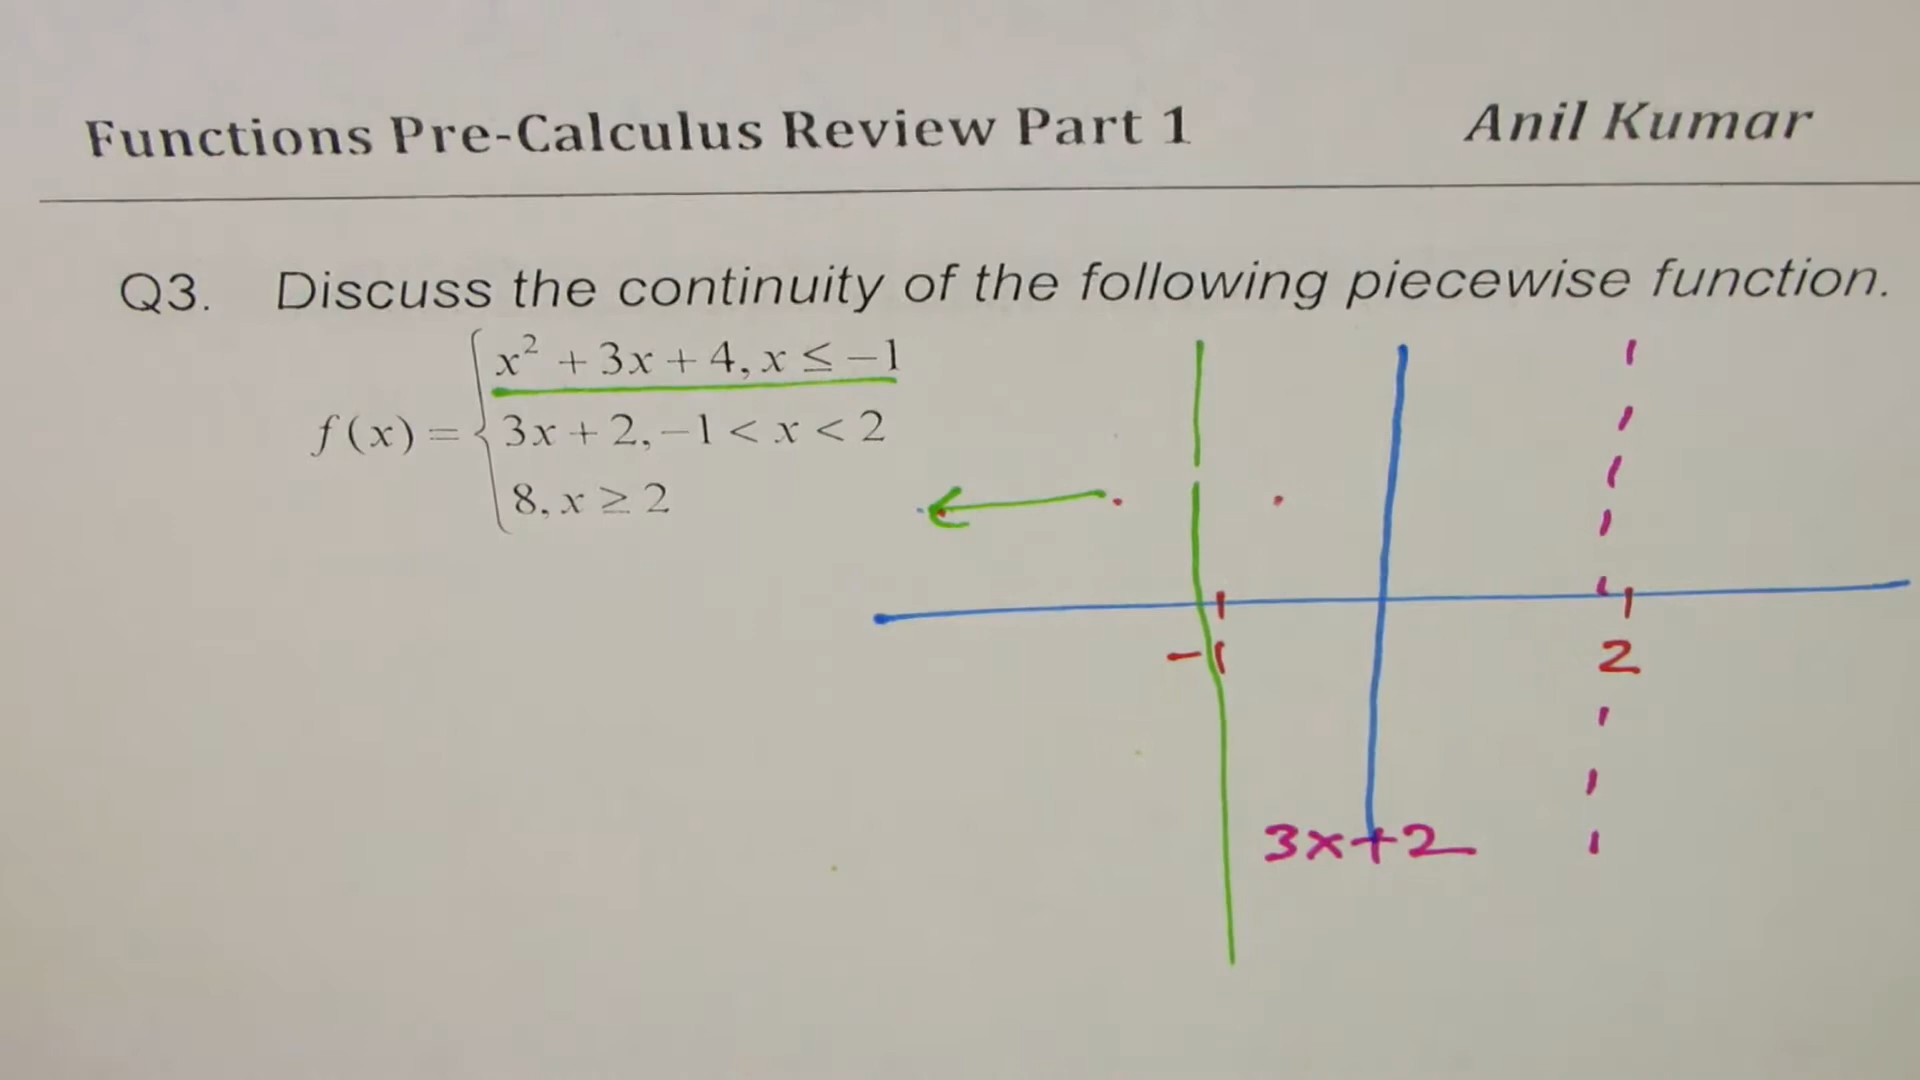 Functions Pre-Calculus Review Part 1 Anil Kumar
Q3. Discuss the continuity of the following piecewise function.
x² + 3x + 4, x ≤ −1
f(x) = { 3x + 2, −1 < x < 2
8, x ≥ 2
−1 2
3x+2